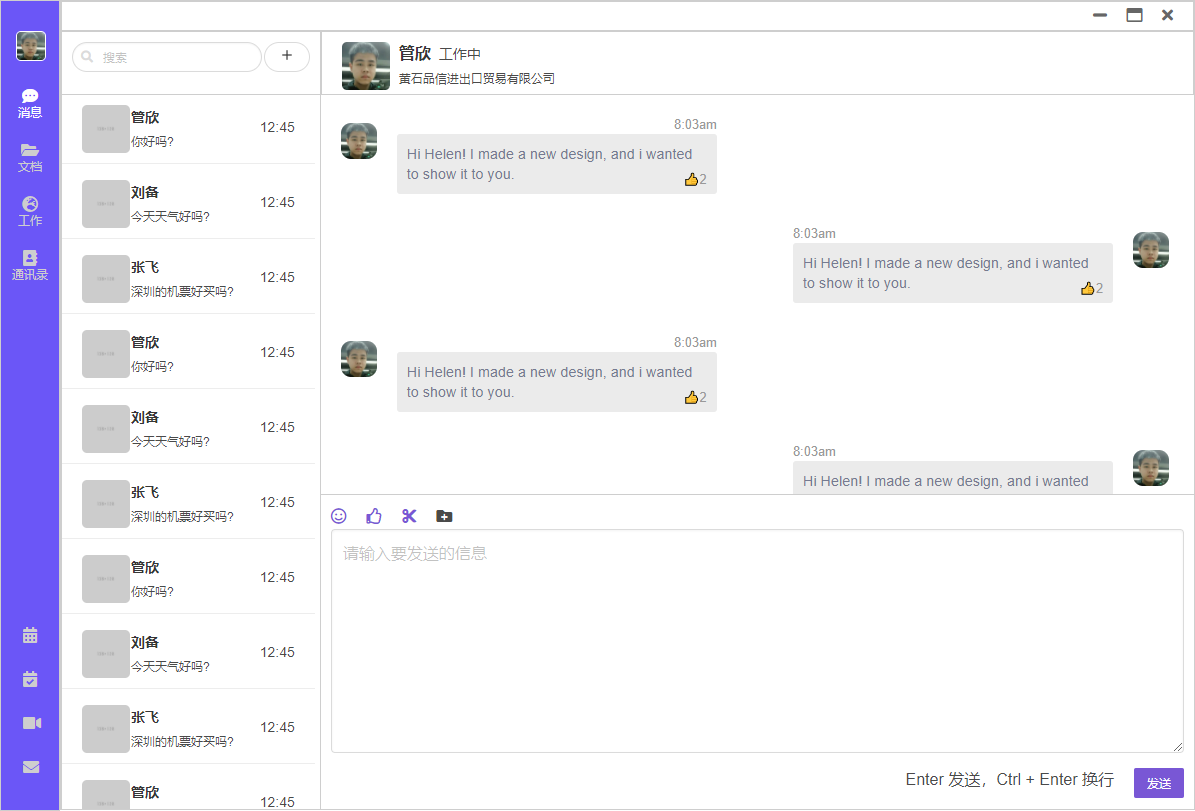 消息
文档
工作
通讯录
搜索
+
管欣
12:45
你好吗?
刘备
12:45
今天天气好吗?
张飞
12:45
深圳的机票好买吗?
管欣
12:45
你好吗?
刘备
12:45
今天天气好吗?
张飞
12:45
深圳的机票好买吗?
管欣
12:45
你好吗?
刘备
12:45
今天天气好吗?
张飞
12:45
深圳的机票好买吗?
管欣
12:45
管欣 工作中
黄石品信进出口贸易有限公司
8:03am
Hi Helen! I made a new design, and i wanted
to show it to you.
2
8:03am
Hi Helen! I made a new design, and i wanted
to show it to you.
2
8:03am
Hi Helen! I made a new design, and i wanted
to show it to you.
2
8:03am
Hi Helen! I made a new design, and i wanted
请输入要发送的信息
Enter 发送，Ctrl + Enter 换行
发送